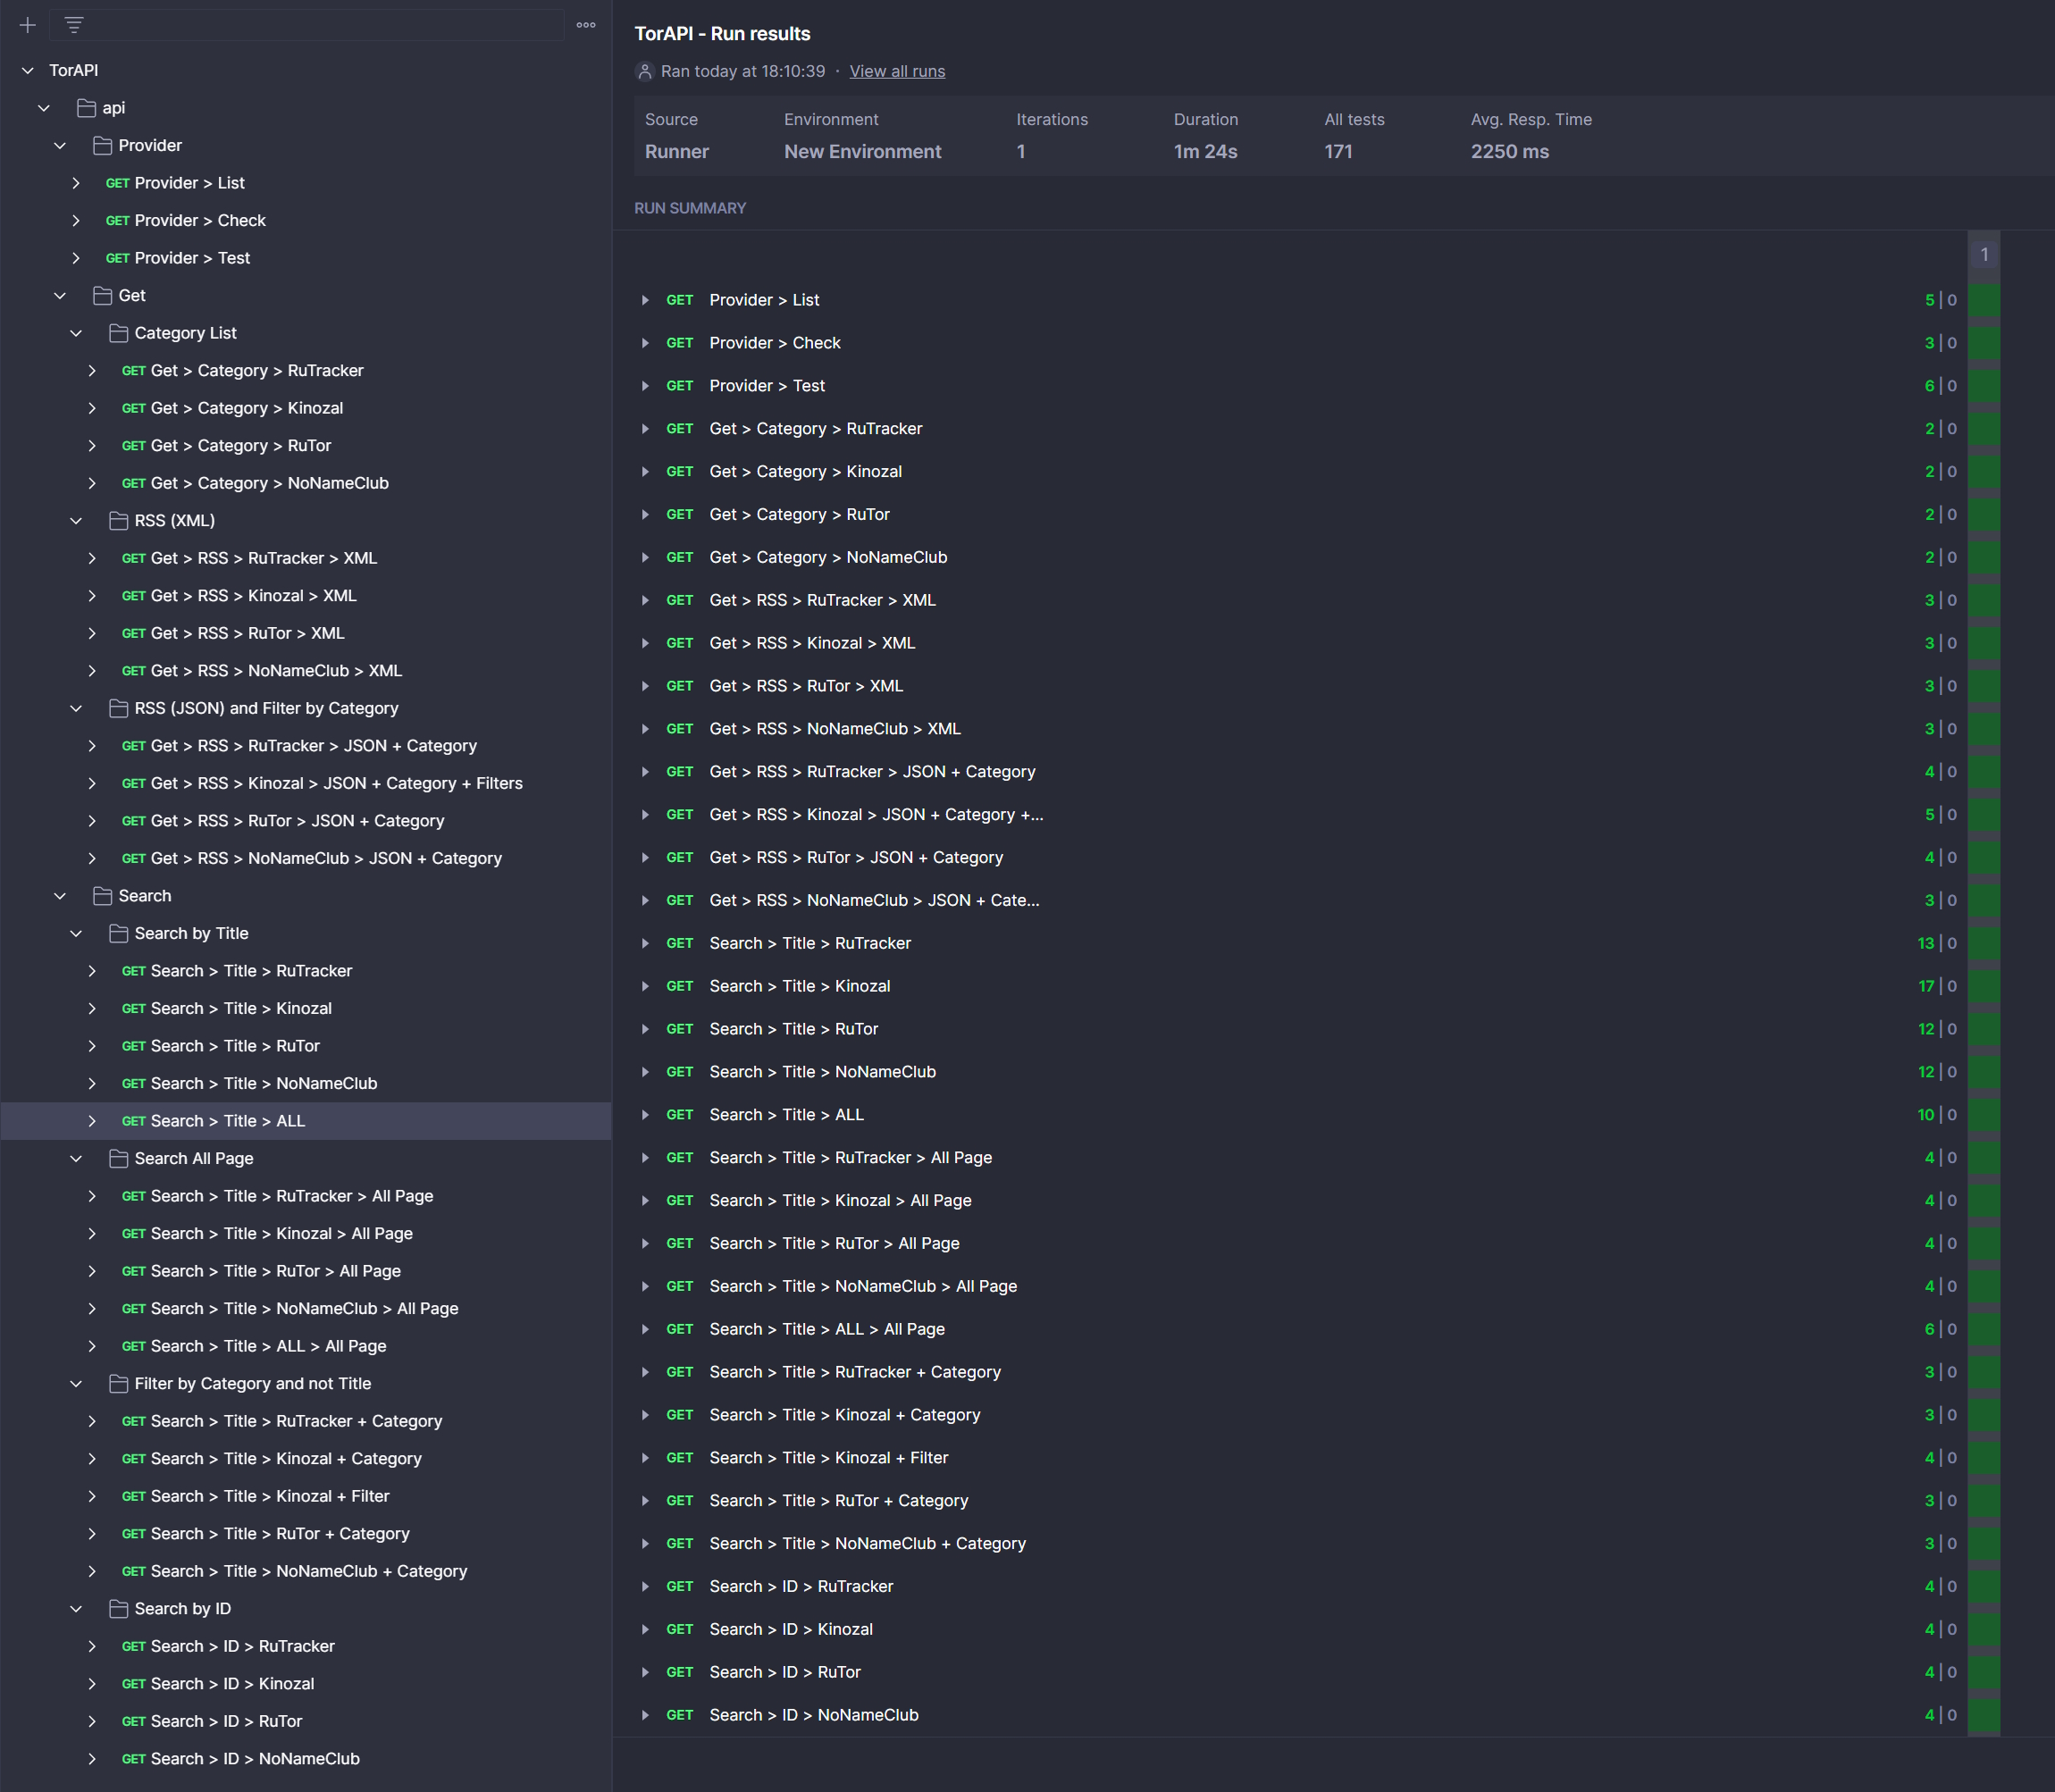 TorAPI
api
Provider
GET Provider > List
GET Provider > Check
GET Provider > Test
Get
Category List
GET Get > Category > RuTracker
GET Get > Category > Kinozal
GET Get > Category > RuTor
GET Get > Category > NoNameClub
RSS (XML)
GET Get > RSS > RuTracker > XML
GET Get > RSS > Kinozal > XML
GET Get > RSS > RuTor > XML
GET Get > RSS > NoNameClub > XML
RSS (JSON) and Filter by Category
GET Get > RSS > RuTracker > JSON + Category
GET Get > RSS > Kinozal > JSON + Category + Filters
GET Get > RSS > RuTor > JSON + Category
GET Get > RSS > NoNameClub > JSON + Category
Search
Search by Title
GET Search > Title > RuTracker
GET Search > Title > Kinozal
GET Search > Title > RuTor
GET Search > Title > NoNameClub
GET Search > Title > ALL
Search All Page
GET Search > Title > RuTracker > All Page
GET Search > Title > Kinozal > All Page
GET Search > Title > RuTor > All Page
GET Search > Title > NoNameClub > All Page
GET Search > Title > ALL > All Page
Filter by Category and not Title
GET Search > Title > RuTracker + Category
GET Search > Title > Kinozal + Category
GET Search > Title > Kinozal + Filter
GET Search > Title > RuTor + Category
GET Search > Title > NoNameClub + Category
Search by ID
GET Search > ID > RuTracker
GET Search > ID > Kinozal
GET Search > ID > RuTor
GET Search > ID > NoNameClub
TorAPI - Run results
Ran today at 18:10:39 · View all runs
Source Environment Iterations Duration All tests Avg. Resp. Time
Runner New Environment 1 1m 24s 171 2250 ms
RUN SUMMARY
1
GET Provider > List 5 | 0
GET Provider > Check 3 | 0
GET Provider > Test 6 | 0
GET Get > Category > RuTracker 2 | 0
GET Get > Category > Kinozal 2 | 0
GET Get > Category > RuTor 2 | 0
GET Get > Category > NoNameClub 2 | 0
GET Get > RSS > RuTracker > XML 3 | 0
GET Get > RSS > Kinozal > XML 3 | 0
GET Get > RSS > RuTor > XML 3 | 0
GET Get > RSS > NoNameClub > XML 3 | 0
GET Get > RSS > RuTracker > JSON + Category 4 | 0
GET Get > RSS > Kinozal > JSON + Category +... 5 | 0
GET Get > RSS > RuTor > JSON + Category 4 | 0
GET Get > RSS > NoNameClub > JSON + Cate... 3 | 0
GET Search > Title > RuTracker 13 | 0
GET Search > Title > Kinozal 17 | 0
GET Search > Title > RuTor 12 | 0
GET Search > Title > NoNameClub 12 | 0
GET Search > Title > ALL 10 | 0
GET Search > Title > RuTracker > All Page 4 | 0
GET Search > Title > Kinozal > All Page 4 | 0
GET Search > Title > RuTor > All Page 4 | 0
GET Search > Title > NoNameClub > All Page 4 | 0
GET Search > Title > ALL > All Page 6 | 0
GET Search > Title > RuTracker + Category 3 | 0
GET Search > Title > Kinozal + Category 3 | 0
GET Search > Title > Kinozal + Filter 4 | 0
GET Search > Title > RuTor + Category 3 | 0
GET Search > Title > NoNameClub + Category 3 | 0
GET Search > ID > RuTracker 4 | 0
GET Search > ID > Kinozal 4 | 0
GET Search > ID > RuTor 4 | 0
GET Search > ID > NoNameClub 4 | 0